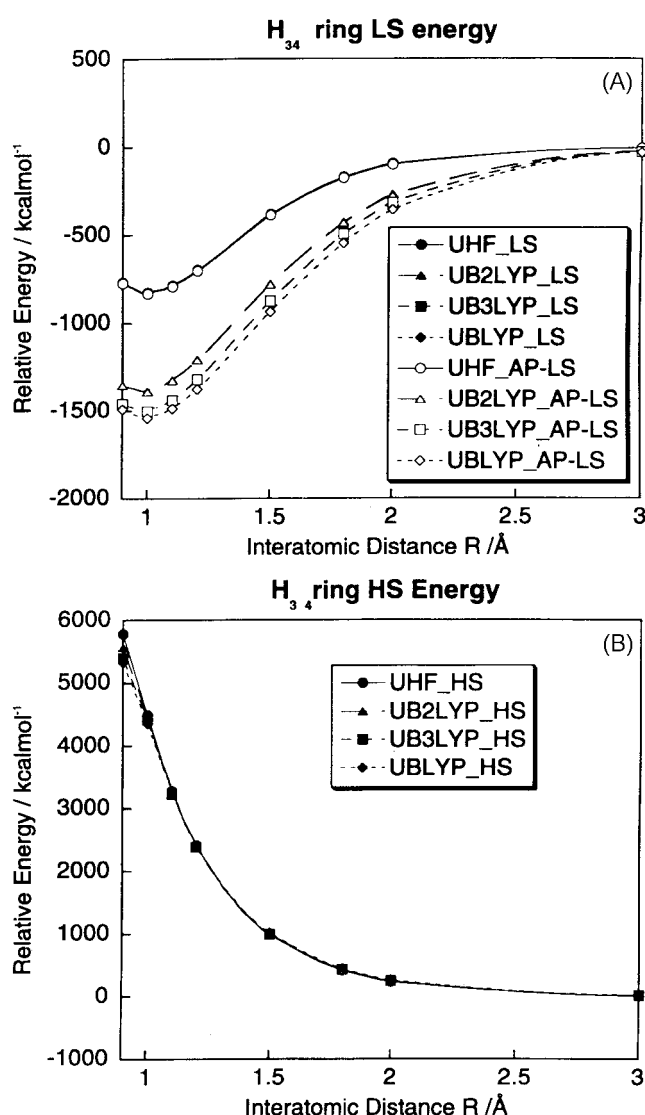 H34 ring LS energy
(A)
500
0
-500
-1000
-1500
-2000
Relative Energy / kcalmol-1
UHF_LS
UB2LYP_LS
UB3LYP_LS
UBLYP_LS
UHF_AP-LS
UB2LYP_AP-LS
UB3LYP_AP-LS
UBLYP_AP-LS
1 1.5 2 2.5 3
Interatomic Distance R /Å
H34 ring HS Energy
(B)
6000
5000
4000
3000
2000
1000
0
-1000
Relative Energy / kcalmol-1
UHF_HS
UB2LYP_HS
UB3LYP_HS
UBLYP_HS
1 1.5 2 2.5 3
Interatomic Distance R /Å